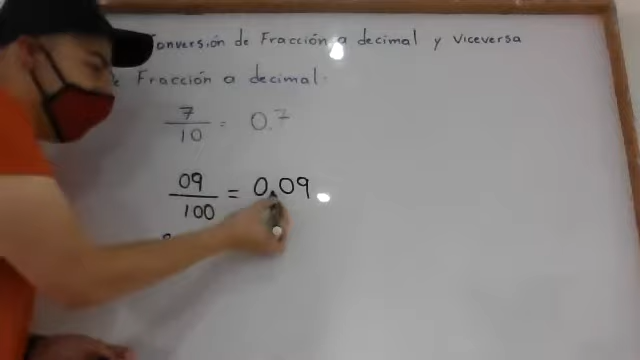 Conversión de Fracción a decimal y viceversa
Fracción a decimal:
7/10 = 0.7
09/100 = 0.09